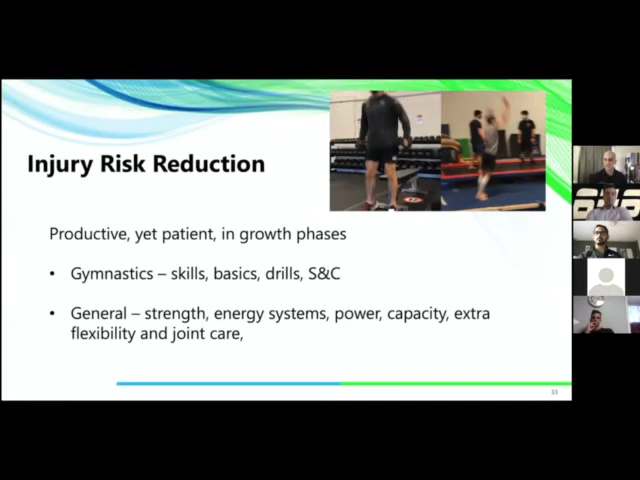 Injury Risk Reduction
Productive, yet patient, in growth phases
• Gymnastics – skills, basics, drills, S&C
• General – strength, energy systems, power, capacity, extra
flexibility and joint care,
33